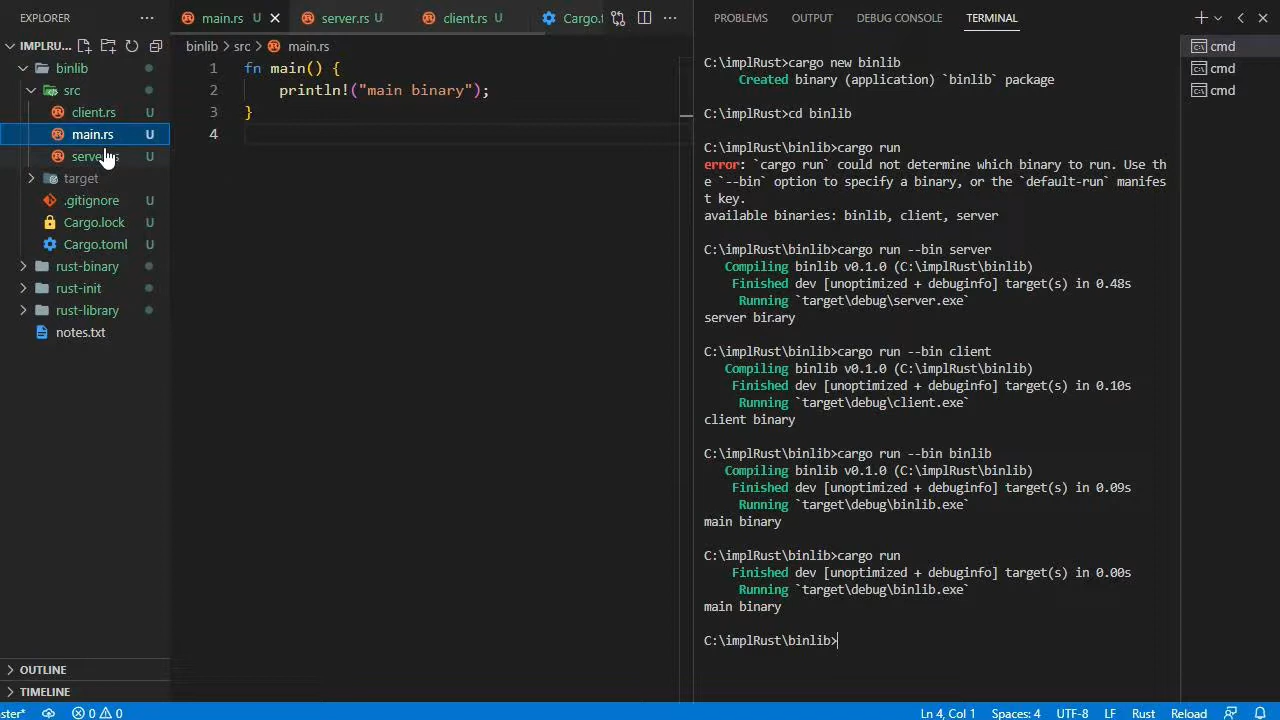 EXPLORER
IMPLRU...
binlib
src
client.rs U
main.rs U
target
.gitignore U
Cargo.lock U
Cargo.toml U
rust-binary
rust-init
rust-library
notes.txt
OUTLINE
TIMELINE
main.rs U
server.rs U
client.rs U
Cargo.t
binlib > src > main.rs
1 fn main() {
2 println!("main binary");
3 }
4
PROBLEMS OUTPUT DEBUG CONSOLE TERMINAL
C:\implRust>cargo new binlib
Created binary (application) `binlib` package
C:\implRust>cd binlib
C:\implRust\binlib>cargo run
error: `cargo run` could not determine which binary to run. Use th
e `--bin` option to specify a binary, or the `default-run` manifes
t key.
available binaries: binlib, client, server
C:\implRust\binlib>cargo run --bin server
Compiling binlib v0.1.0 (C:\implRust\binlib)
Finished dev [unoptimized + debuginfo] target(s) in 0.48s
Running `target\debug\server.exe`
server binary
C:\implRust\binlib>cargo run --bin client
Compiling binlib v0.1.0 (C:\implRust\binlib)
Finished dev [unoptimized + debuginfo] target(s) in 0.10s
Running `target\debug\client.exe`
client binary
C:\implRust\binlib>cargo run --bin binlib
Compiling binlib v0.1.0 (C:\implRust\binlib)
Finished dev [unoptimized + debuginfo] target(s) in 0.09s
Running `target\debug\binlib.exe`
main binary
C:\implRust\binlib>cargo run
Finished dev [unoptimized + debuginfo] target(s) in 0.00s
Running `target\debug\binlib.exe`
main binary
C:\implRust\binlib>
cmd
cmd
cmd
ster* 0 0 Ln 4, Col 1 Spaces: 4 UTF-8 LF Rust Reload